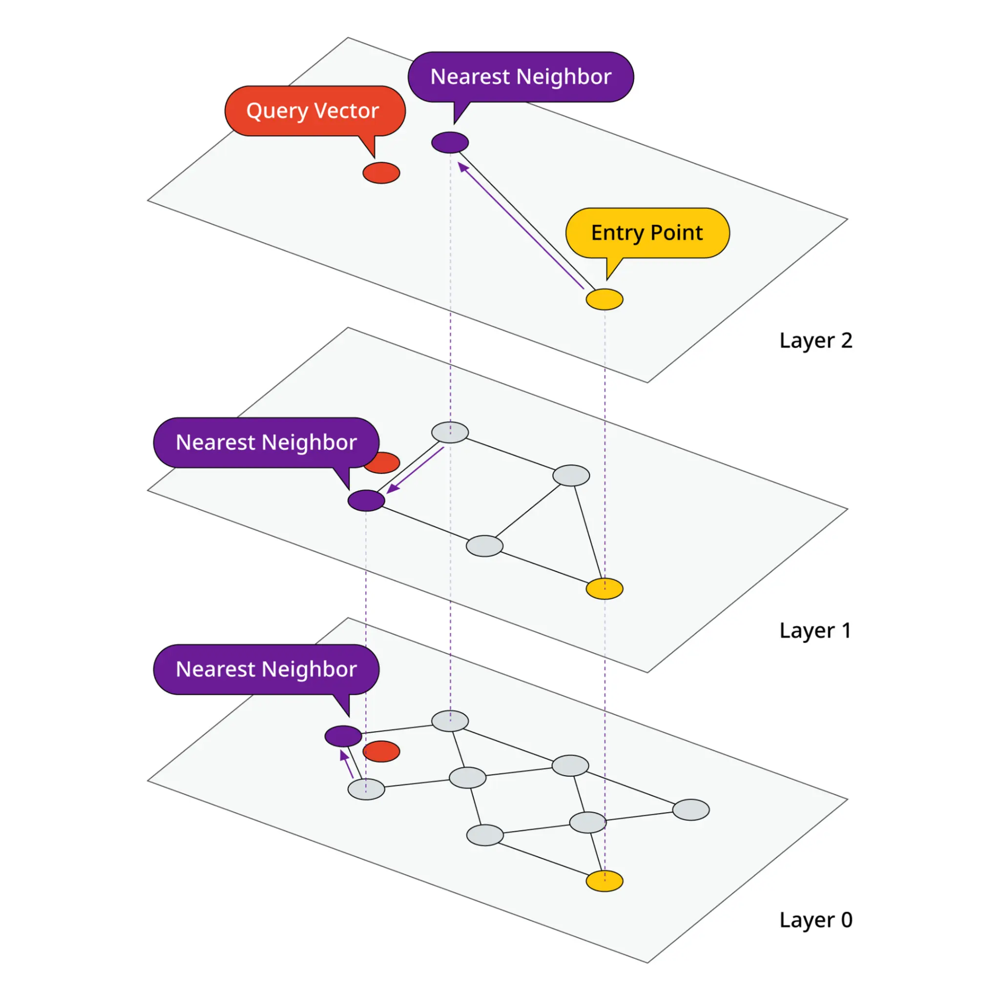 Nearest Neighbor
Query Vector
Entry Point
Layer 2
Nearest Neighbor
Layer 1
Nearest Neighbor
Layer 0